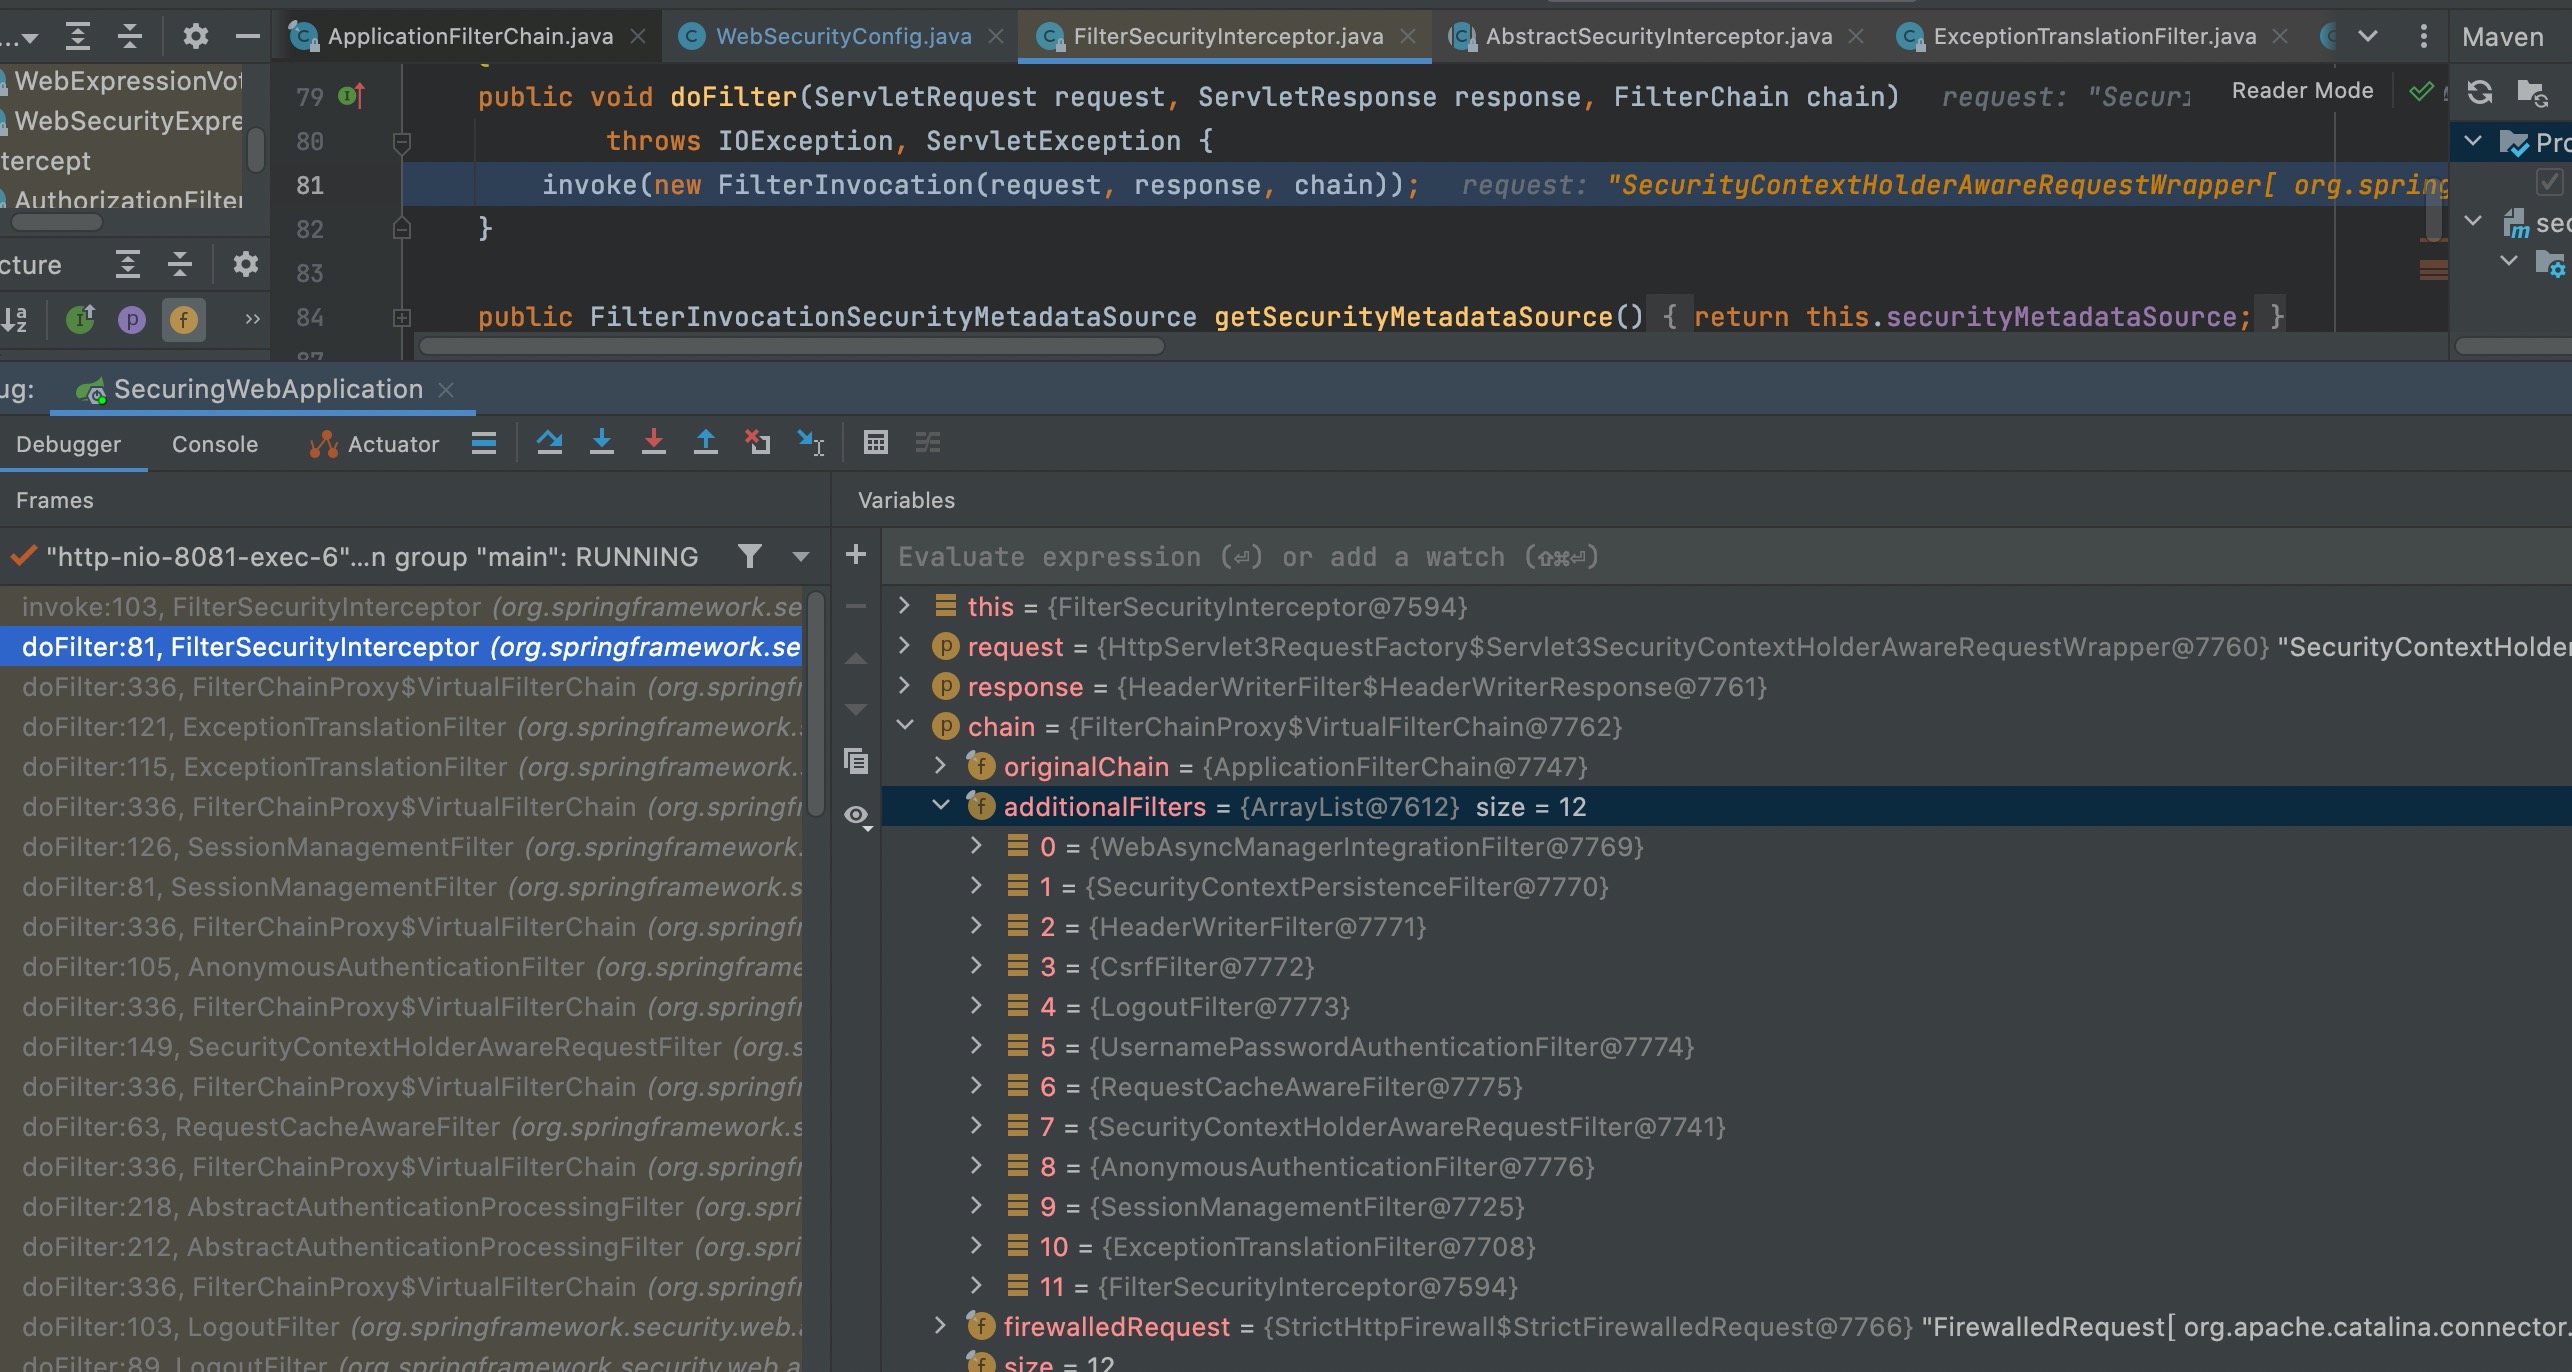 ...
ApplicationFilterChain.java
WebSecurityConfig.java
FilterSecurityInterceptor.java
AbstractSecurityInterceptor.java
ExceptionTranslationFilter.java
Maven
WebExpressionVot
WebSecurityExpre
tercept
AuthorizationFilter
cture
79 public void doFilter(ServletRequest request, ServletResponse response, FilterChain chain) request: "Securi
Reader Mode
80 throws IOException, ServletException {
81 invoke(new FilterInvocation(request, response, chain)); request: "SecurityContextHolderAwareRequestWrapper[ org.spring
82 }
83
84 public FilterInvocationSecurityMetadataSource getSecurityMetadataSource() { return this.securityMetadataSource; }
87
Pro
sec
ug: SecuringWebApplication
Debugger
Console
Actuator
Frames
"http-nio-8081-exec-6"...n group "main": RUNNING
invoke:103, FilterSecurityInterceptor (org.springframework.se
doFilter:81, FilterSecurityInterceptor (org.springframework.se
doFilter:336, FilterChainProxy$VirtualFilterChain (org.springfr
doFilter:121, ExceptionTranslationFilter (org.springframework.
doFilter:115, ExceptionTranslationFilter (org.springframework.
doFilter:336, FilterChainProxy$VirtualFilterChain (org.springfr
doFilter:126, SessionManagementFilter (org.springframework.
doFilter:81, SessionManagementFilter (org.springframework.s
doFilter:336, FilterChainProxy$VirtualFilterChain (org.springfr
doFilter:105, AnonymousAuthenticationFilter (org.springframe
doFilter:336, FilterChainProxy$VirtualFilterChain (org.springfr
doFilter:149, SecurityContextHolderAwareRequestFilter (org.s
doFilter:336, FilterChainProxy$VirtualFilterChain (org.springfr
doFilter:63, RequestCacheAwareFilter (org.springframework.s
doFilter:336, FilterChainProxy$VirtualFilterChain (org.springfr
doFilter:218, AbstractAuthenticationProcessingFilter (org.spri
doFilter:212, AbstractAuthenticationProcessingFilter (org.spri
doFilter:336, FilterChainProxy$VirtualFilterChain (org.springfr
doFilter:103, LogoutFilter (org.springframework.security.web.
doFilter:89, LogoutFilter (org.springframework.security.web.a
Variables
Evaluate expression (⏎) or add a watch (⇧⌘⏎)
this = {FilterSecurityInterceptor@7594}
request = {HttpServlet3RequestFactory$Servlet3SecurityContextHolderAwareRequestWrapper@7760} "SecurityContextHolder
response = {HeaderWriterFilter$HeaderWriterResponse@7761}
chain = {FilterChainProxy$VirtualFilterChain@7762}
originalChain = {ApplicationFilterChain@7747}
additionalFilters = {ArrayList@7612} size = 12
0 = {WebAsyncManagerIntegrationFilter@7769}
1 = {SecurityContextPersistenceFilter@7770}
2 = {HeaderWriterFilter@7771}
3 = {CsrfFilter@7772}
4 = {LogoutFilter@7773}
5 = {UsernamePasswordAuthenticationFilter@7774}
6 = {RequestCacheAwareFilter@7775}
7 = {SecurityContextHolderAwareRequestFilter@7741}
8 = {AnonymousAuthenticationFilter@7776}
9 = {SessionManagementFilter@7725}
10 = {ExceptionTranslationFilter@7708}
11 = {FilterSecurityInterceptor@7594}
firewalledRequest = {StrictHttpFirewall$StrictFirewalledRequest@7766} "FirewalledRequest[ org.apache.catalina.connector.
size = 12